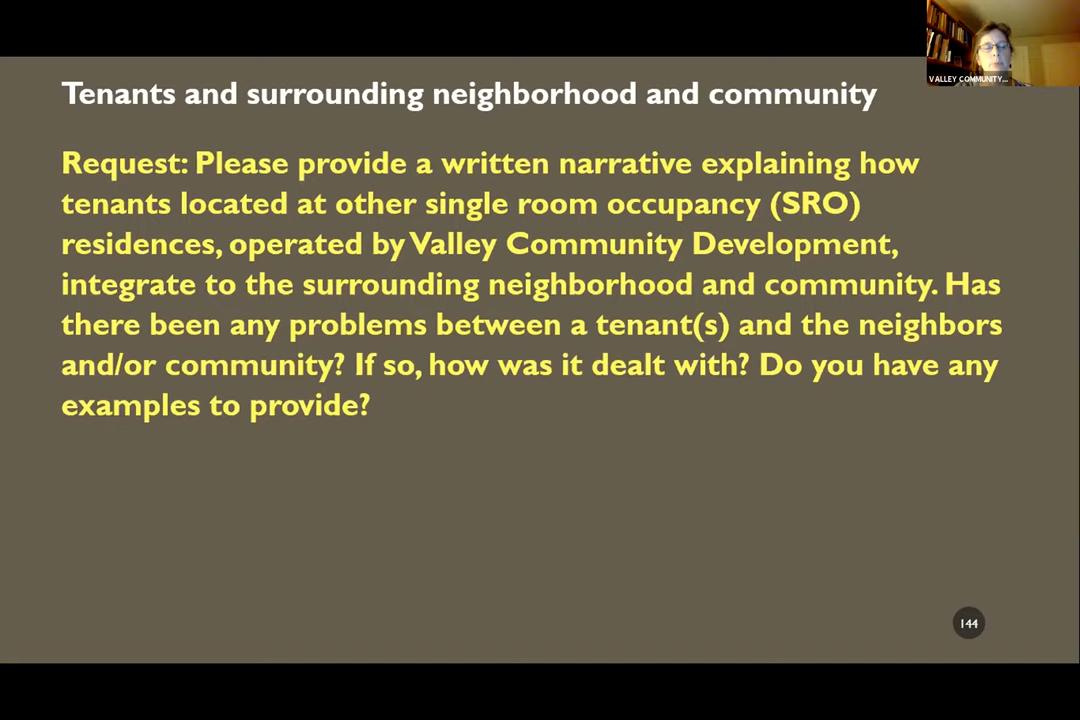 VALLEY COMMUNITY...
Tenants and surrounding neighborhood and community
Request: Please provide a written narrative explaining how
tenants located at other single room occupancy (SRO)
residences, operated by Valley Community Development,
integrate to the surrounding neighborhood and community. Has
there been any problems between a tenant(s) and the neighbors
and/or community? If so, how was it dealt with? Do you have any
examples to provide?
144